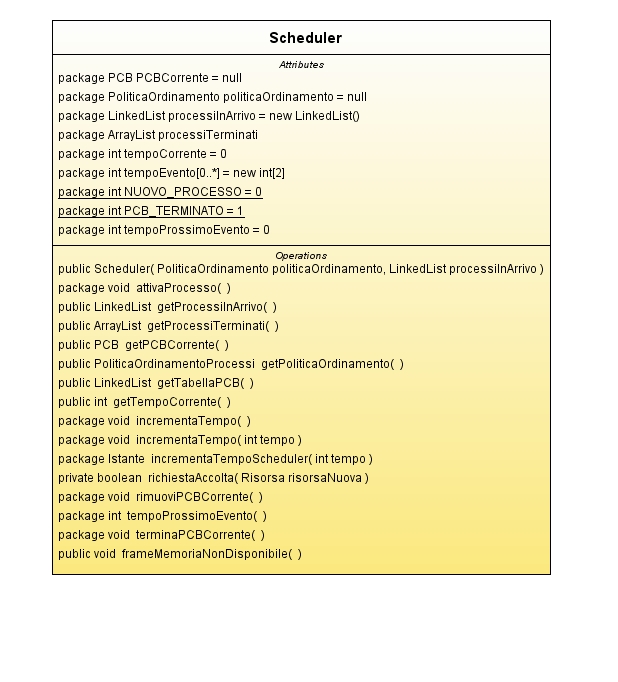 Scheduler
Attributes
package PCB PCBCorrente = null
package PoliticaOrdinamento politicaOrdinamento = null
package LinkedList processiInArrivo = new LinkedList()
package ArrayList processiTerminati
package int tempoCorrente = 0
package int tempoEvento[0..*] = new int[2]
package int NUOVO_PROCESSO = 0
package int PCB_TERMINATO = 1
package int tempoProssimoEvento = 0
Operations
public Scheduler( PoliticaOrdinamento politicaOrdinamento, LinkedList processiInArrivo )
package void attivaProcesso( )
public LinkedList getProcessiInArrivo( )
public ArrayList getProcessiTerminati( )
public PCB getPCBCorrente( )
public PoliticaOrdinamentoProcessi getPoliticaOrdinamento( )
public LinkedList getTabellaPCB( )
public int getTempoCorrente( )
package void incrementaTempo( )
package void incrementaTempo( int tempo )
package Istante incrementaTempoScheduler( int tempo )
private boolean richiestaAccolta( Risorsa risorsaNuova )
package void rimuoviPCBCorrente( )
package int tempoProssimoEvento( )
package void terminaPCBCorrente( )
public void frameMemoriaNonDisponibile( )